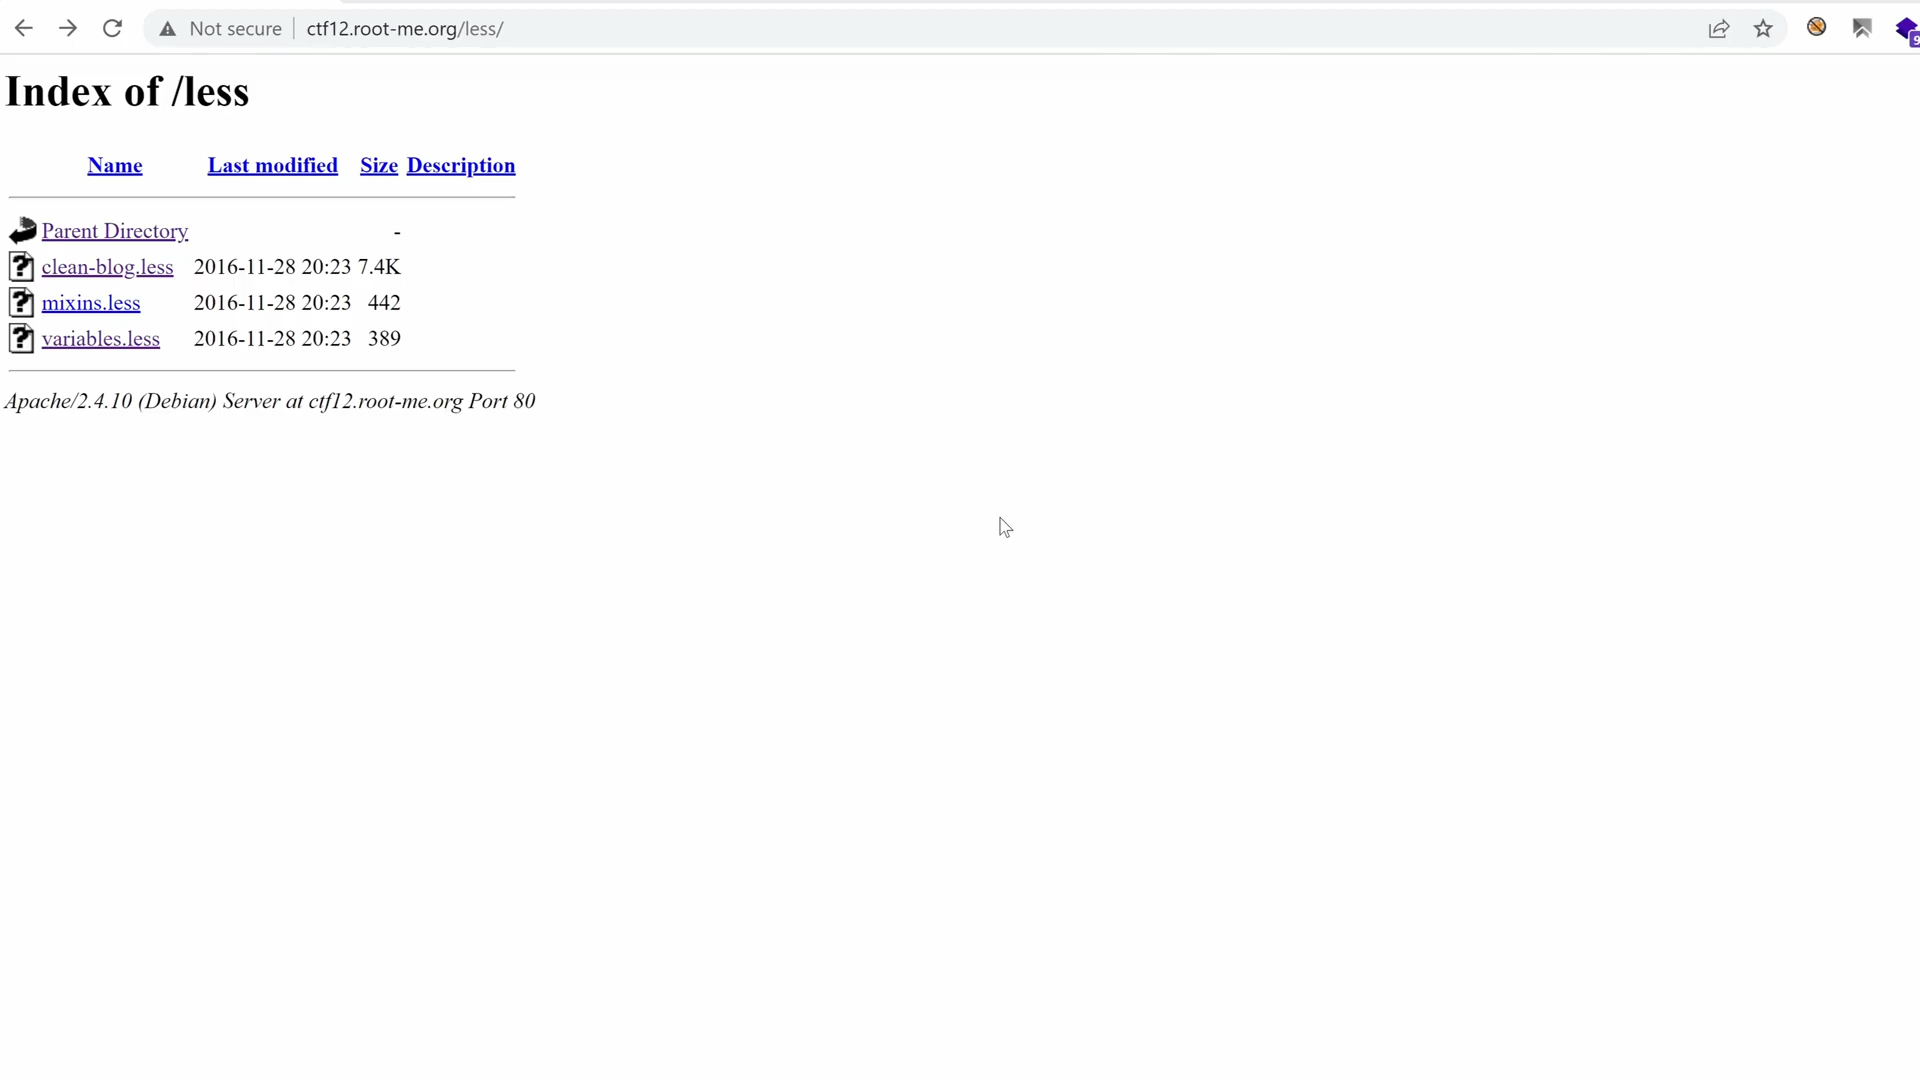 Not secure ctf12.root-me.org/less/
Index of /less
Name Last modified Size Description
Parent Directory -
clean-blog.less 2016-11-28 20:23 7.4K
mixins.less 2016-11-28 20:23 442
variables.less 2016-11-28 20:23 389
Apache/2.4.10 (Debian) Server at ctf12.root-me.org Port 80